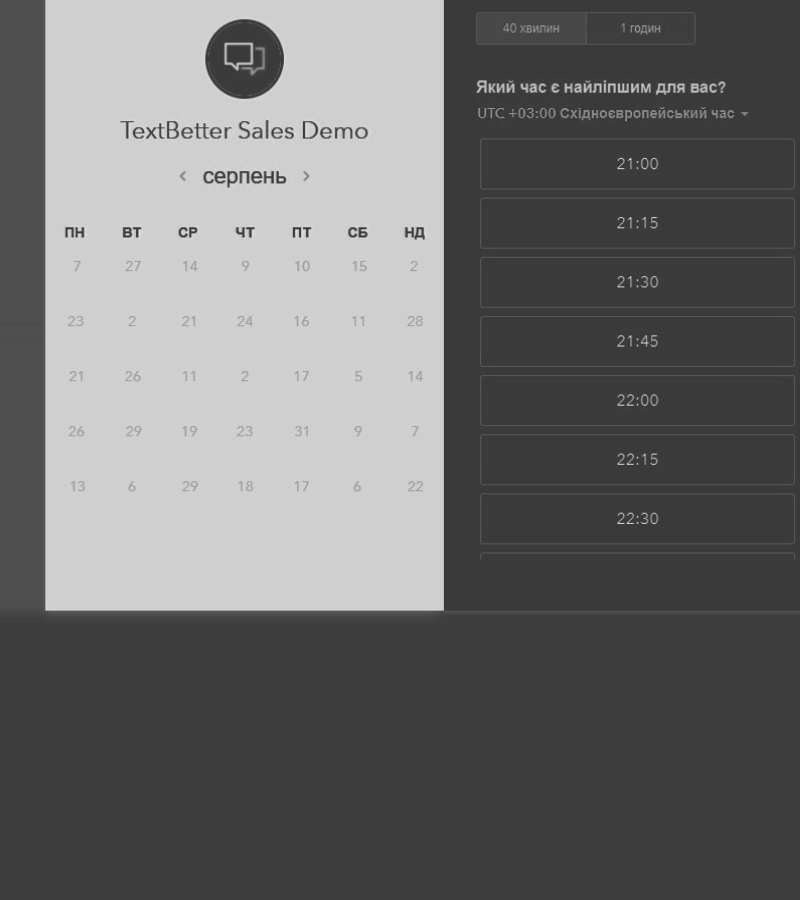 TextBetter Sales Demo
серпень
ПН ВТ СР ЧТ ПТ СБ НД
7 27 14 9 10 15 2
23 2 21 24 16 11 28
21 26 11 2 17 5 14
26 29 19 23 31 9 7
13 6 29 18 17 6 22
40 хвилин 1 годин
Який час є найліпшим для вас?
UTC +03:00 Східноєвропейський час
21:00
21:15
21:30
21:45
22:00
22:15
22:30